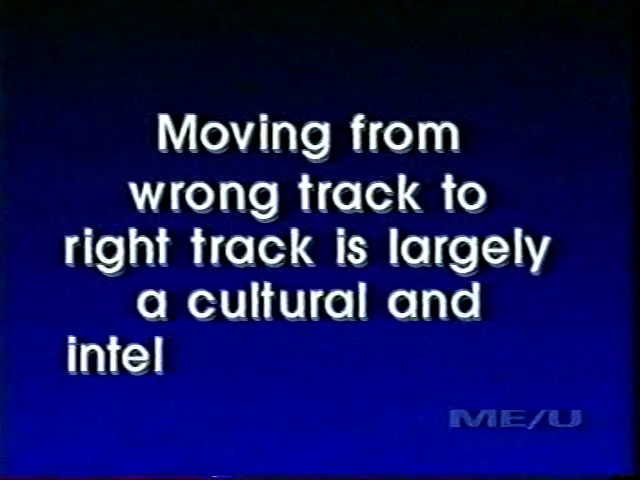 Moving from
wrong track to
right track is largely
a cultural and
intel
ME/U